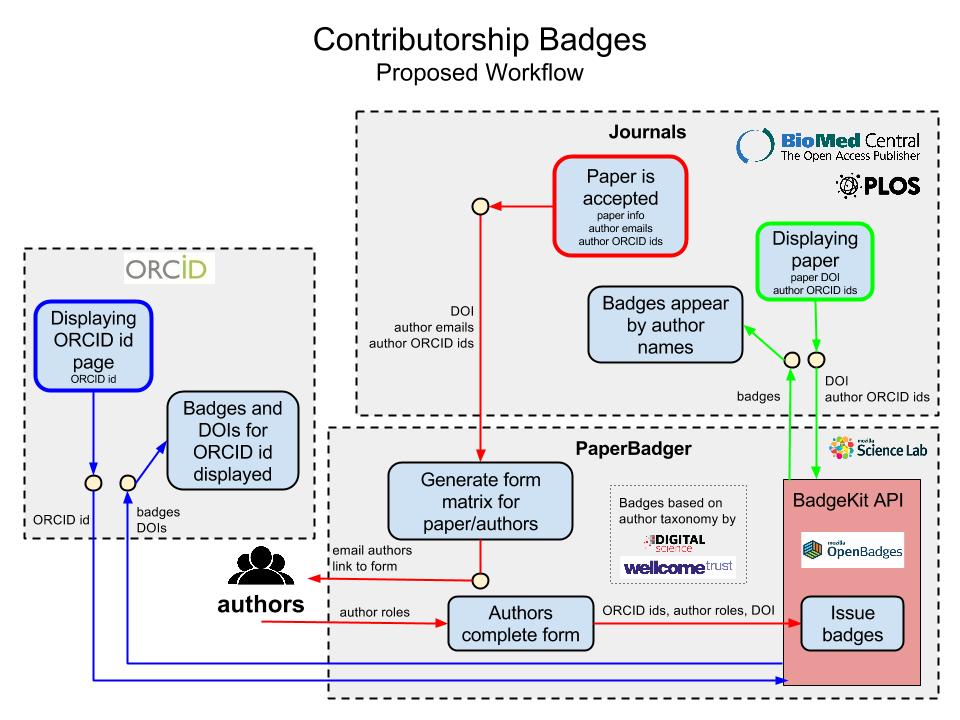 Contributorship Badges
Proposed Workflow
Journals
BioMed Central
The Open Access Publisher
PLOS
Paper is
accepted
paper info
author emails
author ORCID ids
Displaying
paper
paper DOI
author ORCID ids
Badges appear
by author
names
DOI
author emails
author ORCID ids
badges
DOI
author ORCID ids
ORCID
Displaying
ORCID id
page
ORCID id
Badges and
DOIs for
ORCID id
displayed
ORCID id
badges
DOIs
PaperBadger
mozilla
Science Lab
Generate form
matrix for
paper/authors
Badges based on
author taxonomy by
DIGITAL
science
wellcometrust
BadgeKit API
mozilla
OpenBadges
email authors
link to form
authors
author roles
Authors
complete form
ORCID ids, author roles, DOI
Issue
badges